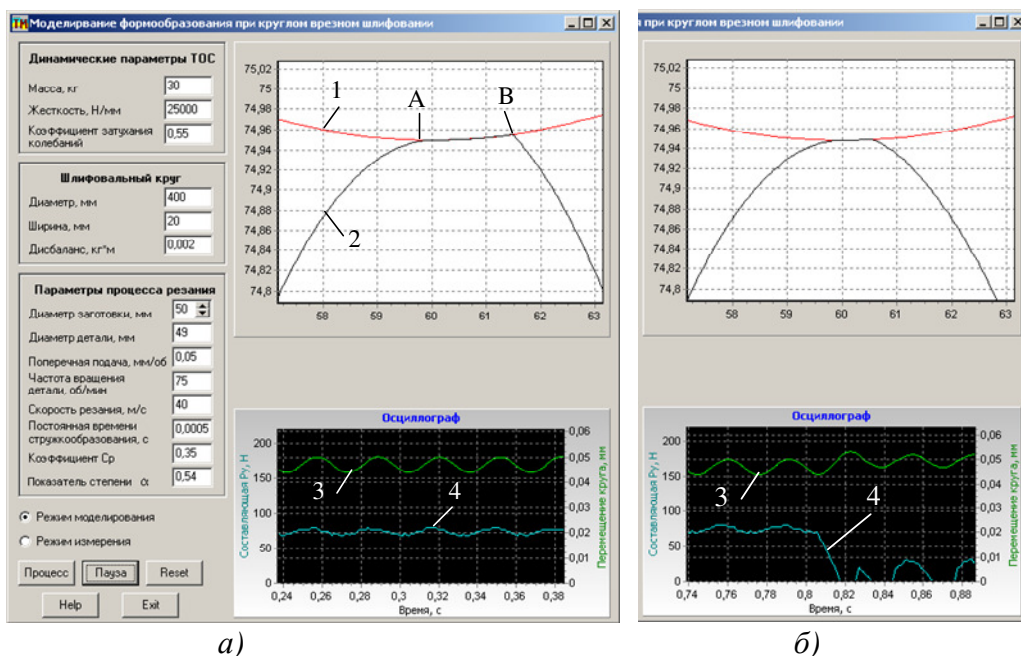 Моделирвание формообразования при круглом врезном шлифовании
Динамические параметры ТОС
Масса, кг
30
Жесткость, Н/мм
25000
Коэффициент затухания
колебаний
0,55
Шлифовальный круг
Диаметр, мм
400
Ширина, мм
20
Дисбаланс, кг*м
0,002
Параметры процесса резания
Диаметр заготовки, мм
50
Диаметр детали, мм
49
Поперечная подача, мм/об
0,05
Частота вращения
детали, об/мин
75
Скорость резания, м/с
40
Постоянная времени
стружкообразования, с
0,0005
Коэффициент Ср
0,35
Показатель степени α
0,54
Режим моделирования
Режим измерения
Процесс
Пауза
Reset
Help
Exit
75,02
75
74,98
74,96
74,94
74,92
74,9
74,88
74,86
74,84
74,82
74,8
58 59 60 61 62 63
1
A
B
2
Осциллограф
Составляющая Ру, Н
200
150
100
50
0
0,06
0,05
0,04
0,03
0,02
0,01
0
Перемещение круга, мм
3
4
0,24 0,26 0,28 0,3 0,32 0,34 0,36 0,38
Время, с
а)
я при круглом врезном шлифовании
75,02
75
74,98
74,96
74,94
74,92
74,9
74,88
74,86
74,84
74,82
74,8
58 59 60 61 62 63
Осциллограф
Составляющая Ру, Н
200
150
100
50
0
0,06
0,05
0,04
0,03
0,02
0,01
0
Перемещение круга, мм
3
4
0,74 0,76 0,78 0,8 0,82 0,84 0,86 0,88
Время, с
б)